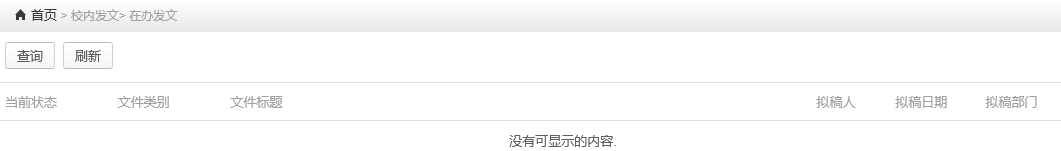 首页 > 校内发文> 在办发文
查询 刷新
当前状态 文件类别 文件标题 拟稿人 拟稿日期 拟稿部门
没有可显示的内容.